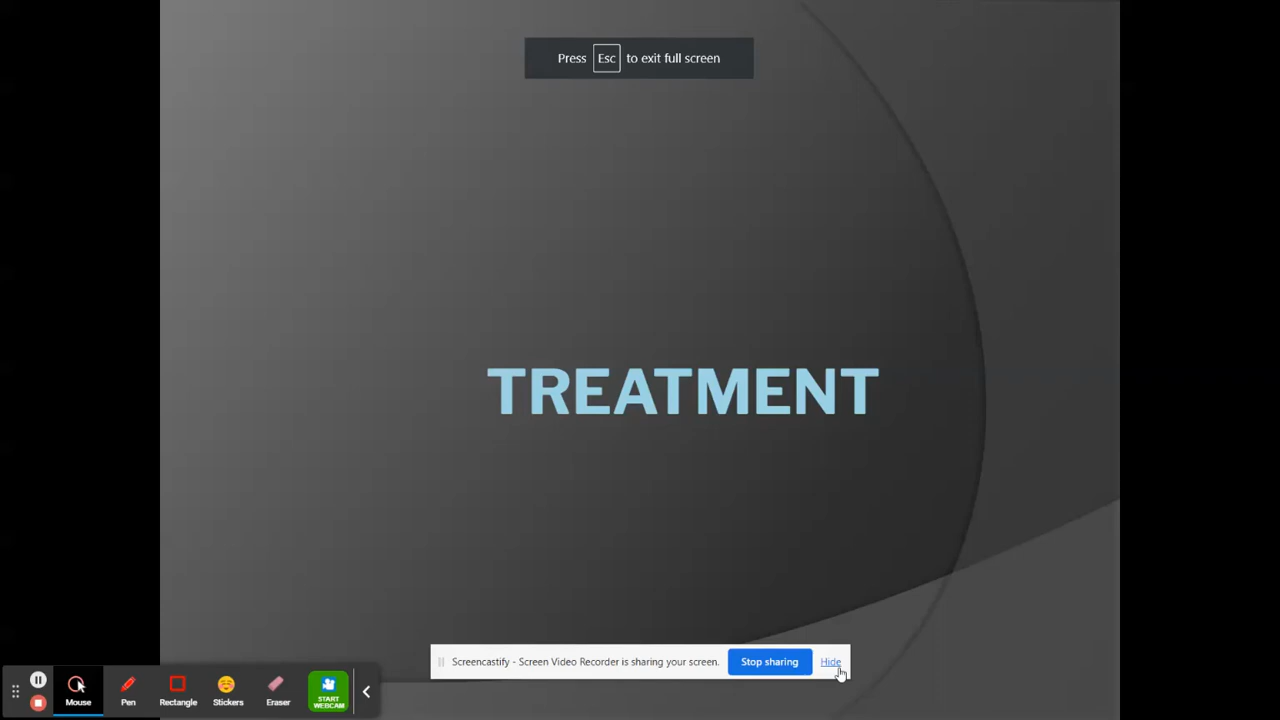 Press Esc to exit full screen
TREATMENT
Screencastify - Screen Video Recorder is sharing your screen. Stop sharing Hide
Mouse Pen Rectangle Stickers Eraser START WEBCAM